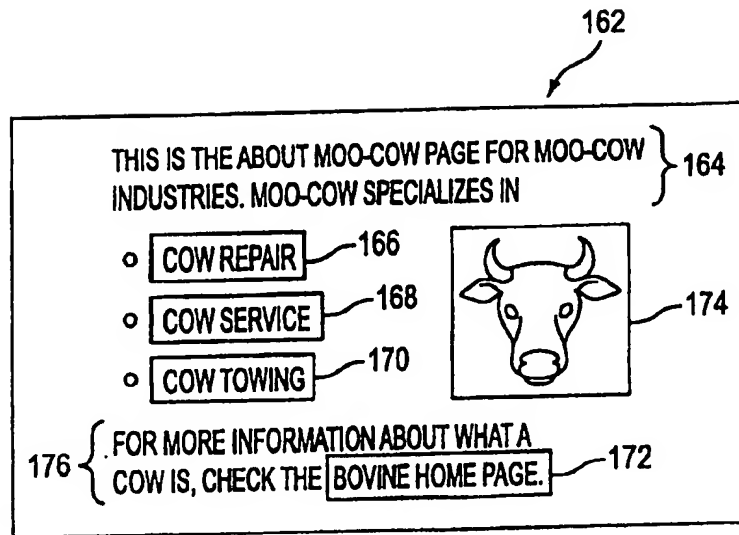 162
THIS IS THE ABOUT MOO-COW PAGE FOR MOO-COW
INDUSTRIES. MOO-COW SPECIALIZES IN
164
COW REPAIR
166
COW SERVICE
168
COW TOWING
170
174
176
FOR MORE INFORMATION ABOUT WHAT A
COW IS, CHECK THE BOVINE HOME PAGE.
172